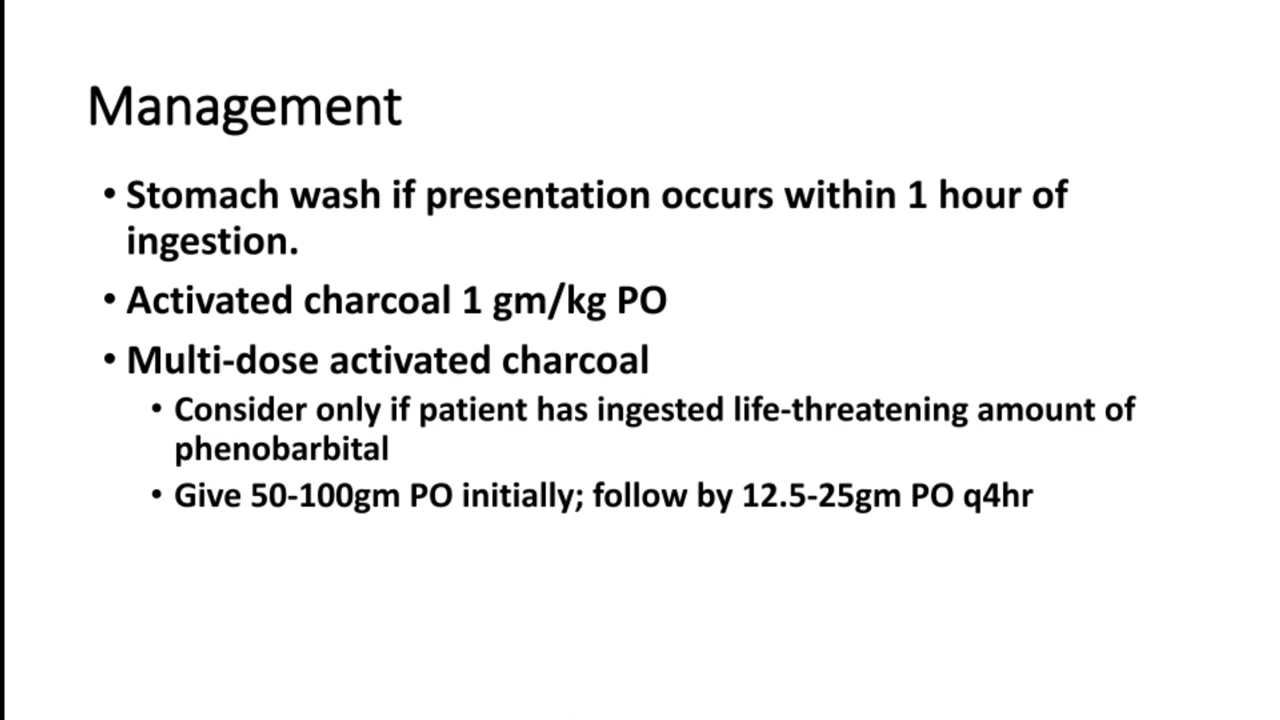 Management
• Stomach wash if presentation occurs within 1 hour of
ingestion.
• Activated charcoal 1 gm/kg PO
• Multi-dose activated charcoal
• Consider only if patient has ingested life-threatening amount of
phenobarbital
• Give 50-100gm PO initially; follow by 12.5-25gm PO q4hr